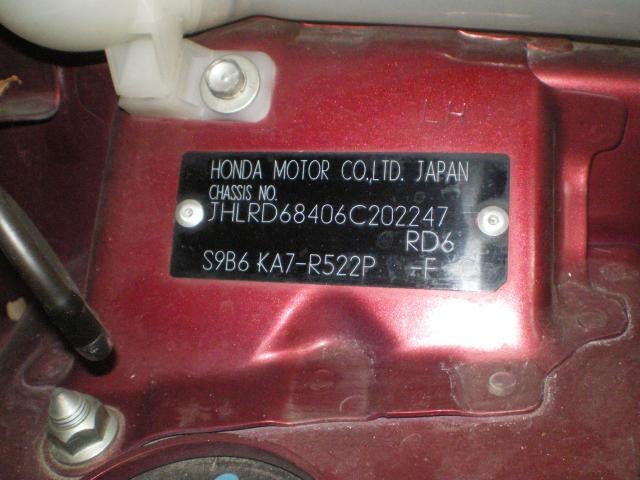 LH
HONDA MOTOR CO.,LTD. JAPAN
CHASSIS NO.
JHLRD68406C202247
RD6
S9B6 KA7-R522P -F C